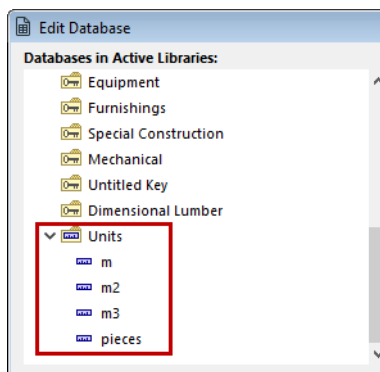 Edit Database
Databases in Active Libraries:
Equipment
Furnishings
Special Construction
Mechanical
Untitled Key
Dimensional Lumber
Units
m
m2
m3
pieces